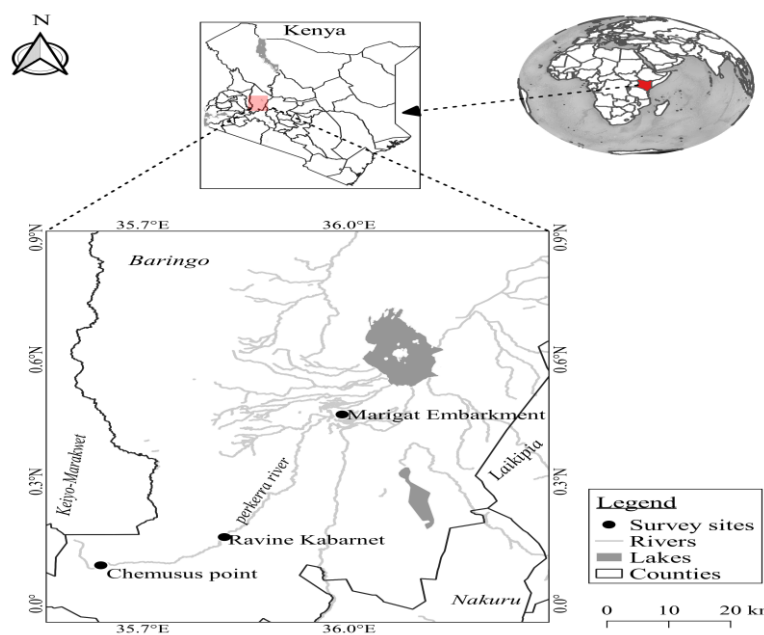 N
Kenya
35.7°E
36.0°E
0.9°N
0.9°N
Baringo
0.6°N
0.6°N
Marigat Embarkment
Keiyo-Marakwet
perkerra river
Laikipia
0.3°N
0.3°N
Ravine Kabarnet
Chemusus point
Nakuru
0.0°
0.0°
35.7°E
36.0°E
Legend
Survey sites
Rivers
Lakes
Counties
0
10
20 km